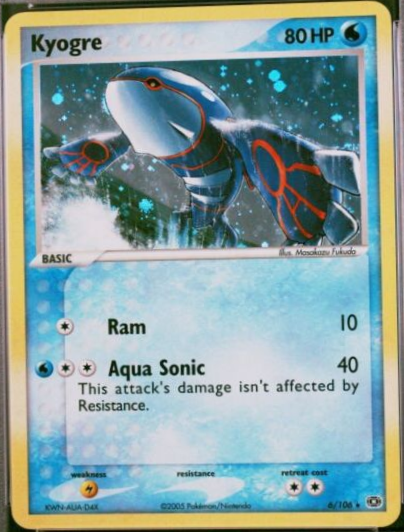 Kyogre 80 HP
BASIC
Illus. Masakazu Fukuda
Ram 10
Aqua Sonic 40
This attack's damage isn't affected by
Resistance.
weakness resistance retreat cost
KWN-AUA-D4X ©2005 Pokémon/Nintendo 6/106 ★